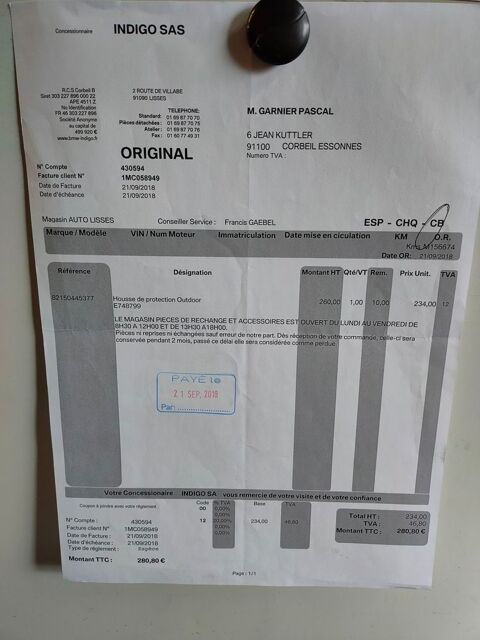 Concessionnaire INDIGO SAS
R.C.S.Corbeil B
Siret 303 227 896 000 22
APE 4511 Z
No Identification
FR 46 303 227 896
Société Anonyme
au capital de
499 920 €
www.bmw-indigo.fr
2 ROUTE DE VILLABE
91090 LISSES
TELEPHONE:
Standard: 01 69 87 70 70
Pièces détachées : 01 69 87 70 75
Atelier : 01 69 87 70 76
Fax : 01 60 77 49 31
M. GARNIER PASCAL
6 JEAN KUTTLER
91100 CORBEIL ESSONNES
Numero TVA :
ORIGINAL
N° Compte 430594
Facture client N° 1MC058949
Date de Facture 21/09/2018
Date d'échéance 21/09/2018
Magasin AUTO LISSES Conseiller Service : Francis GAEBEL ESP - CHQ - CB
Marque / Modèle VIN / Num Moteur Immatriculation Date mise en ciculation KM O.R.
Km: M156674
Date OR: 21/09/2018
Référence Désignation Montant HT Qté/VT Rem. Prix Unit. TVA
82150445377 Housse de protection Outdoor 260,00 1,00 10,00 234,00 12
E748799
LE MAGASIN PIECES DE RECHANGE ET ACCESSOIRES EST OUVERT DU LUNDI AU VENDREDI DE
8H30 A 12H00 ET DE 13H30 A18H00.
Pièces ni reprises ni échangées sauf erreur de notre part. Dès réception de votre commande, celle-ci sera
conservée pendant 2 mois, passé ce délai elle sera considérée comme perdue.
PAYÉ le
21 SEP. 2018
Par:
Votre Concessionaire INDIGO SA vous remercie de votre visite et de votre confiance
Coupon à joindre avec votre règlement Code % TVA Base TVA
00 0,00%
0,00%
12 20,00% 234,00 46,80
0,00%
0,00%
N° Compte : 430594
Facture client N° 1MC058949
Date de Facture : 21/09/2018
Date d'échéance : 21/09/2018
Type de règlement :
Montant TTC : 280,80 €
Total HT : 234,00
TVA : 46,80
Montant TTC : 280,80 €
Page : 1/1